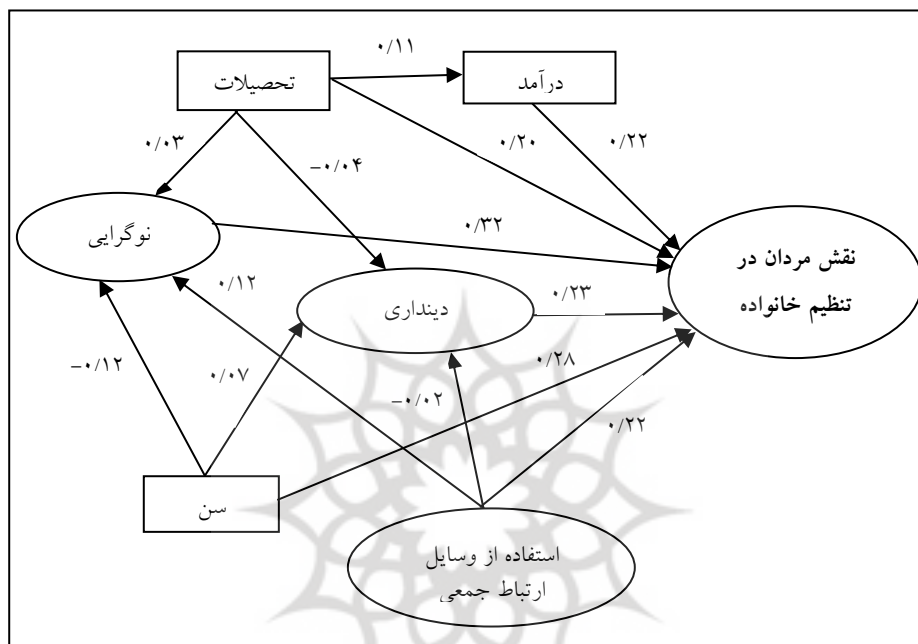 ۰/۱۱
تحصیلات
درآمد
۰/۰۳
-۰/۰۴
۰/۲۰
۰/۲۲
نوگرایی
۰/۳۲
نقش مردان در
تنظیم خانواده
۰/۱۲
دینداری
۰/۲۳
-۰/۱۲
۰/۰۷
-۰/۰۲
۰/۲۸
۰/۲۲
سن
استفاده از وسایل
ارتباط جمعی